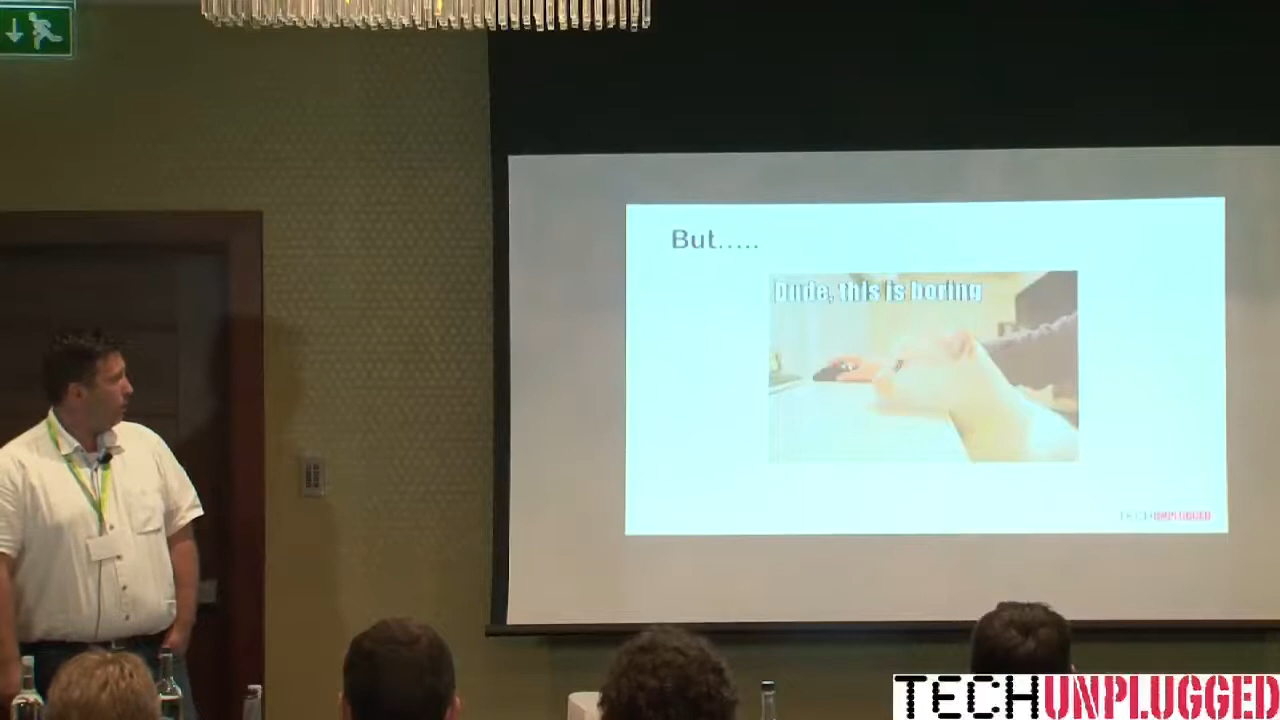 But.....
Dude, this is boring
TECHUNPLUGGED
TECHUNPLUGGED